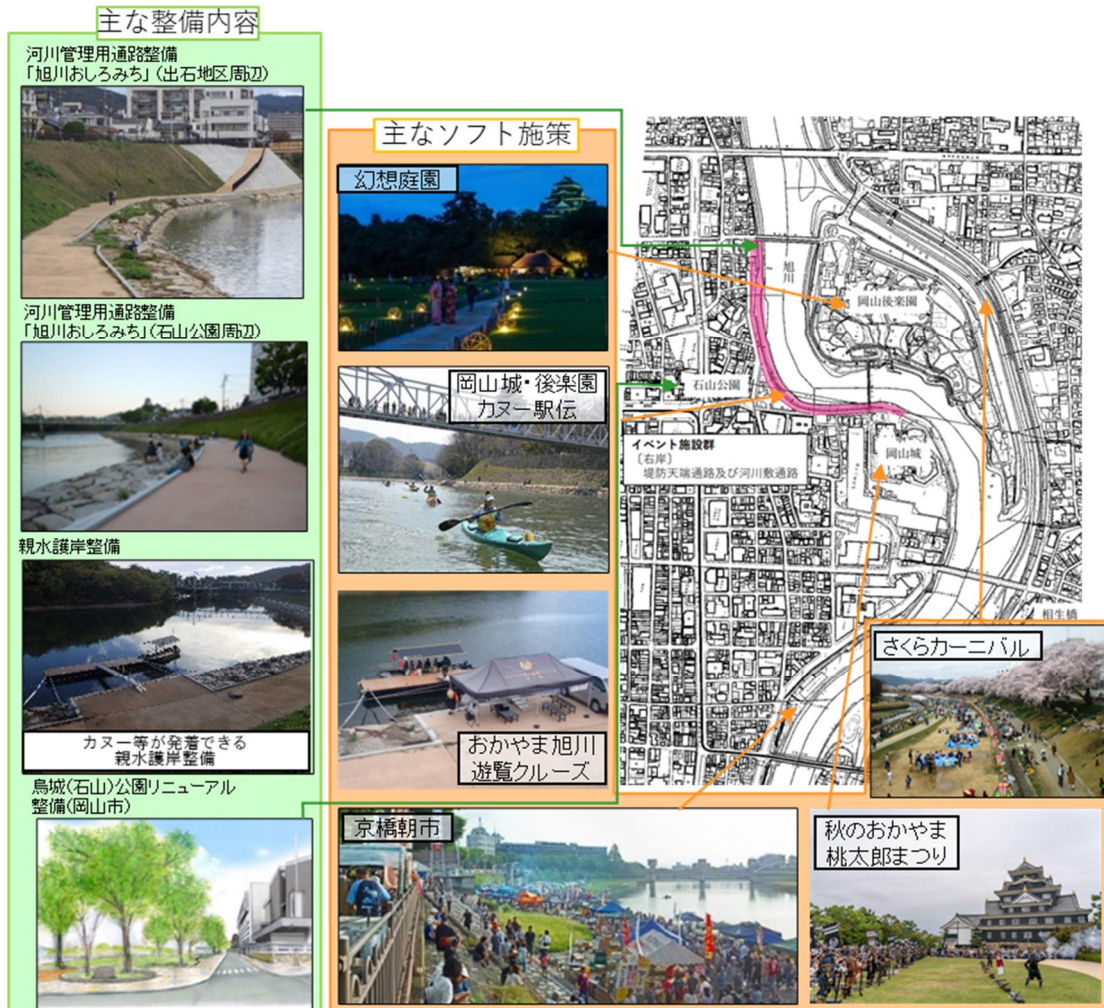 主な整備内容
河川管理用通路整備
「旭川おしろみち」(出石地区周辺)
河川管理用通路整備
「旭川おしろみち」(石山公園周辺)
親水護岸整備
カヌー等が発着できる
親水護岸整備
烏城(石山)公園リニューアル
整備(岡山市)
主なソフト施策
幻想庭園
岡山城・後楽園
カヌー駅伝
おかやま旭川
遊覧クルーズ
京橋朝市
旭川
岡山後楽園
石山公園
イベント施設群
〔右岸〕
堤防天端通路及び河川敷通路
岡山城
相生橋
さくらカーニバル
秋のおかやま
桃太郎まつり